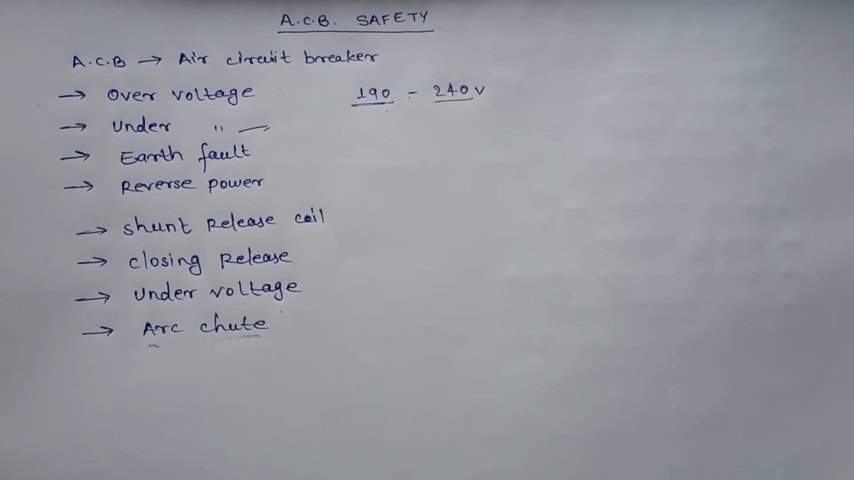 A.C.B. SAFETY
A.C.B → Air circuit breaker
→ Over voltage 190 - 240 v
→ Under " —
→ Earth fault
→ Reverse power
→ Shunt Release coil
→ closing Release
→ Under voltage
→ Arc chute